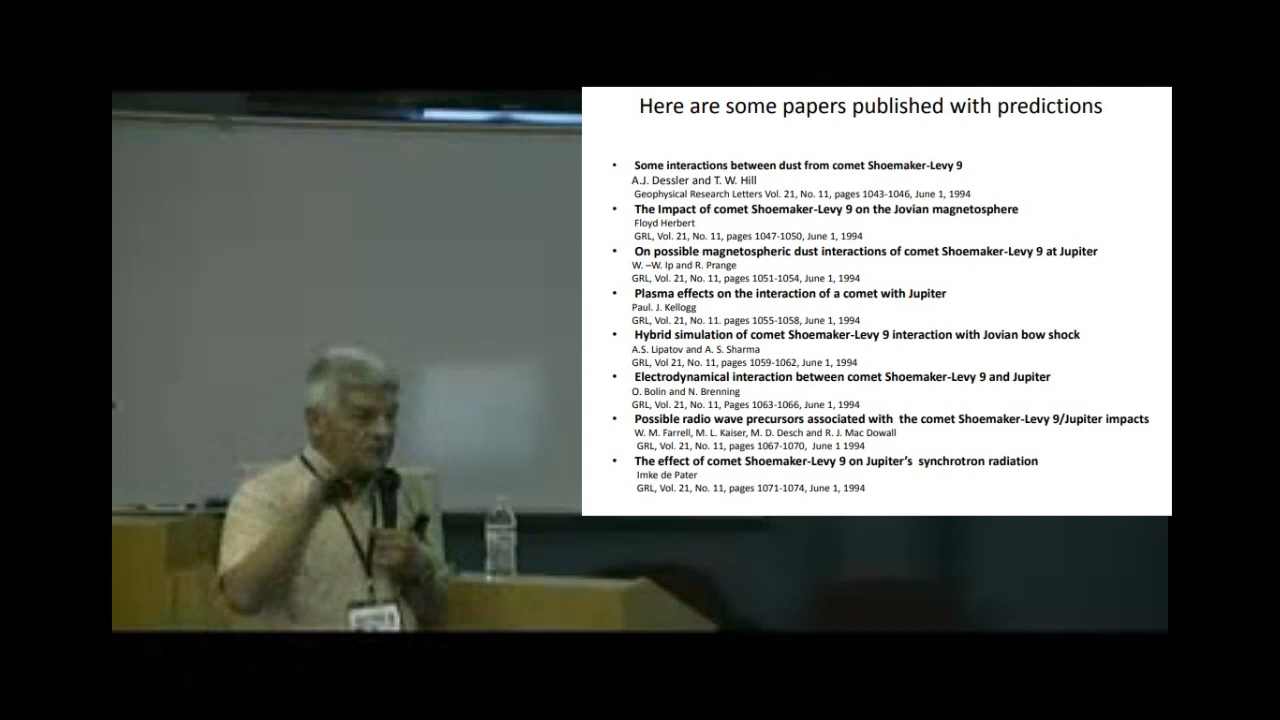 Here are some papers published with predictions
• Some interactions between dust from comet Shoemaker-Levy 9
A.J. Dessler and T. W. Hill
Geophysical Research Letters Vol. 21, No. 11, pages 1043-1046, June 1, 1994
• The Impact of comet Shoemaker-Levy 9 on the Jovian magnetosphere
Floyd Herbert
GRL, Vol. 21, No. 11, pages 1047-1050, June 1, 1994
• On possible magnetospheric dust interactions of comet Shoemaker-Levy 9 at Jupiter
W. –W. Ip and R. Prange
GRL, Vol. 21, No. 11, pages 1051-1054, June 1, 1994
• Plasma effects on the interaction of a comet with Jupiter
Paul. J. Kellogg
GRL, Vol. 21, No. 11. pages 1055-1058, June 1, 1994
• Hybrid simulation of comet Shoemaker-Levy 9 interaction with Jovian bow shock
A.S. Lipatov and A. S. Sharma
GRL, Vol 21, No. 11, pages 1059-1062, June 1, 1994
• Electrodynamical interaction between comet Shoemaker-Levy 9 and Jupiter
O. Bolin and N. Brenning
GRL, Vol. 21, No. 11, Pages 1063-1066, June 1, 1994
• Possible radio wave precursors associated with the comet Shoemaker-Levy 9/Jupiter impacts
W. M. Farrell, M. L. Kaiser, M. D. Desch and R. J. Mac Dowall
GRL, Vol. 21, No. 11, pages 1067-1070, June 1 1994
• The effect of comet Shoemaker-Levy 9 on Jupiter’s synchrotron radiation
Imke de Pater
GRL, Vol. 21, No. 11, pages 1071-1074, June 1, 1994